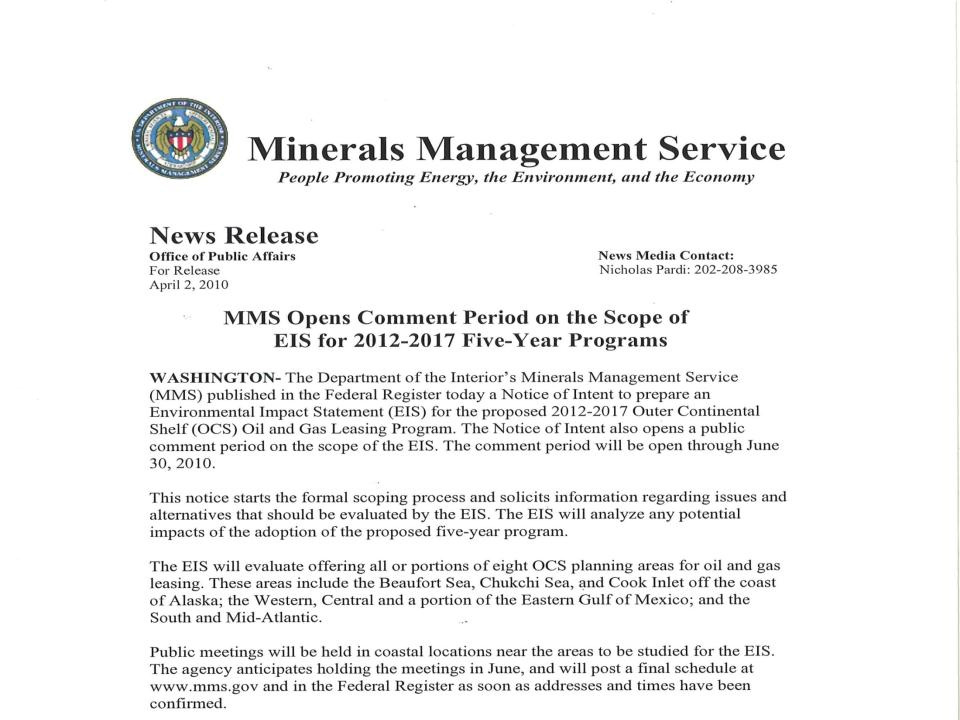 Minerals Management Service
People Promoting Energy, the Environment, and the Economy
News Release
Office of Public Affairs
For Release
April 2, 2010
News Media Contact:
Nicholas Pardi: 202-208-3985
MMS Opens Comment Period on the Scope of
EIS for 2012-2017 Five-Year Programs
WASHINGTON- The Department of the Interior's Minerals Management Service
(MMS) published in the Federal Register today a Notice of Intent to prepare an
Environmental Impact Statement (EIS) for the proposed 2012-2017 Outer Continental
Shelf (OCS) Oil and Gas Leasing Program. The Notice of Intent also opens a public
comment period on the scope of the EIS. The comment period will be open through June
30, 2010.
This notice starts the formal scoping process and solicits information regarding issues and
alternatives that should be evaluated by the EIS. The EIS will analyze any potential
impacts of the adoption of the proposed five-year program.
The EIS will evaluate offering all or portions of eight OCS planning areas for oil and gas
leasing. These areas include the Beaufort Sea, Chukchi Sea, and Cook Inlet off the coast
of Alaska; the Western, Central and a portion of the Eastern Gulf of Mexico; and the
South and Mid-Atlantic.
Public meetings will be held in coastal locations near the areas to be studied for the EIS.
The agency anticipates holding the meetings in June, and will post a final schedule at
www.mms.gov and in the Federal Register as soon as addresses and times have been
confirmed.